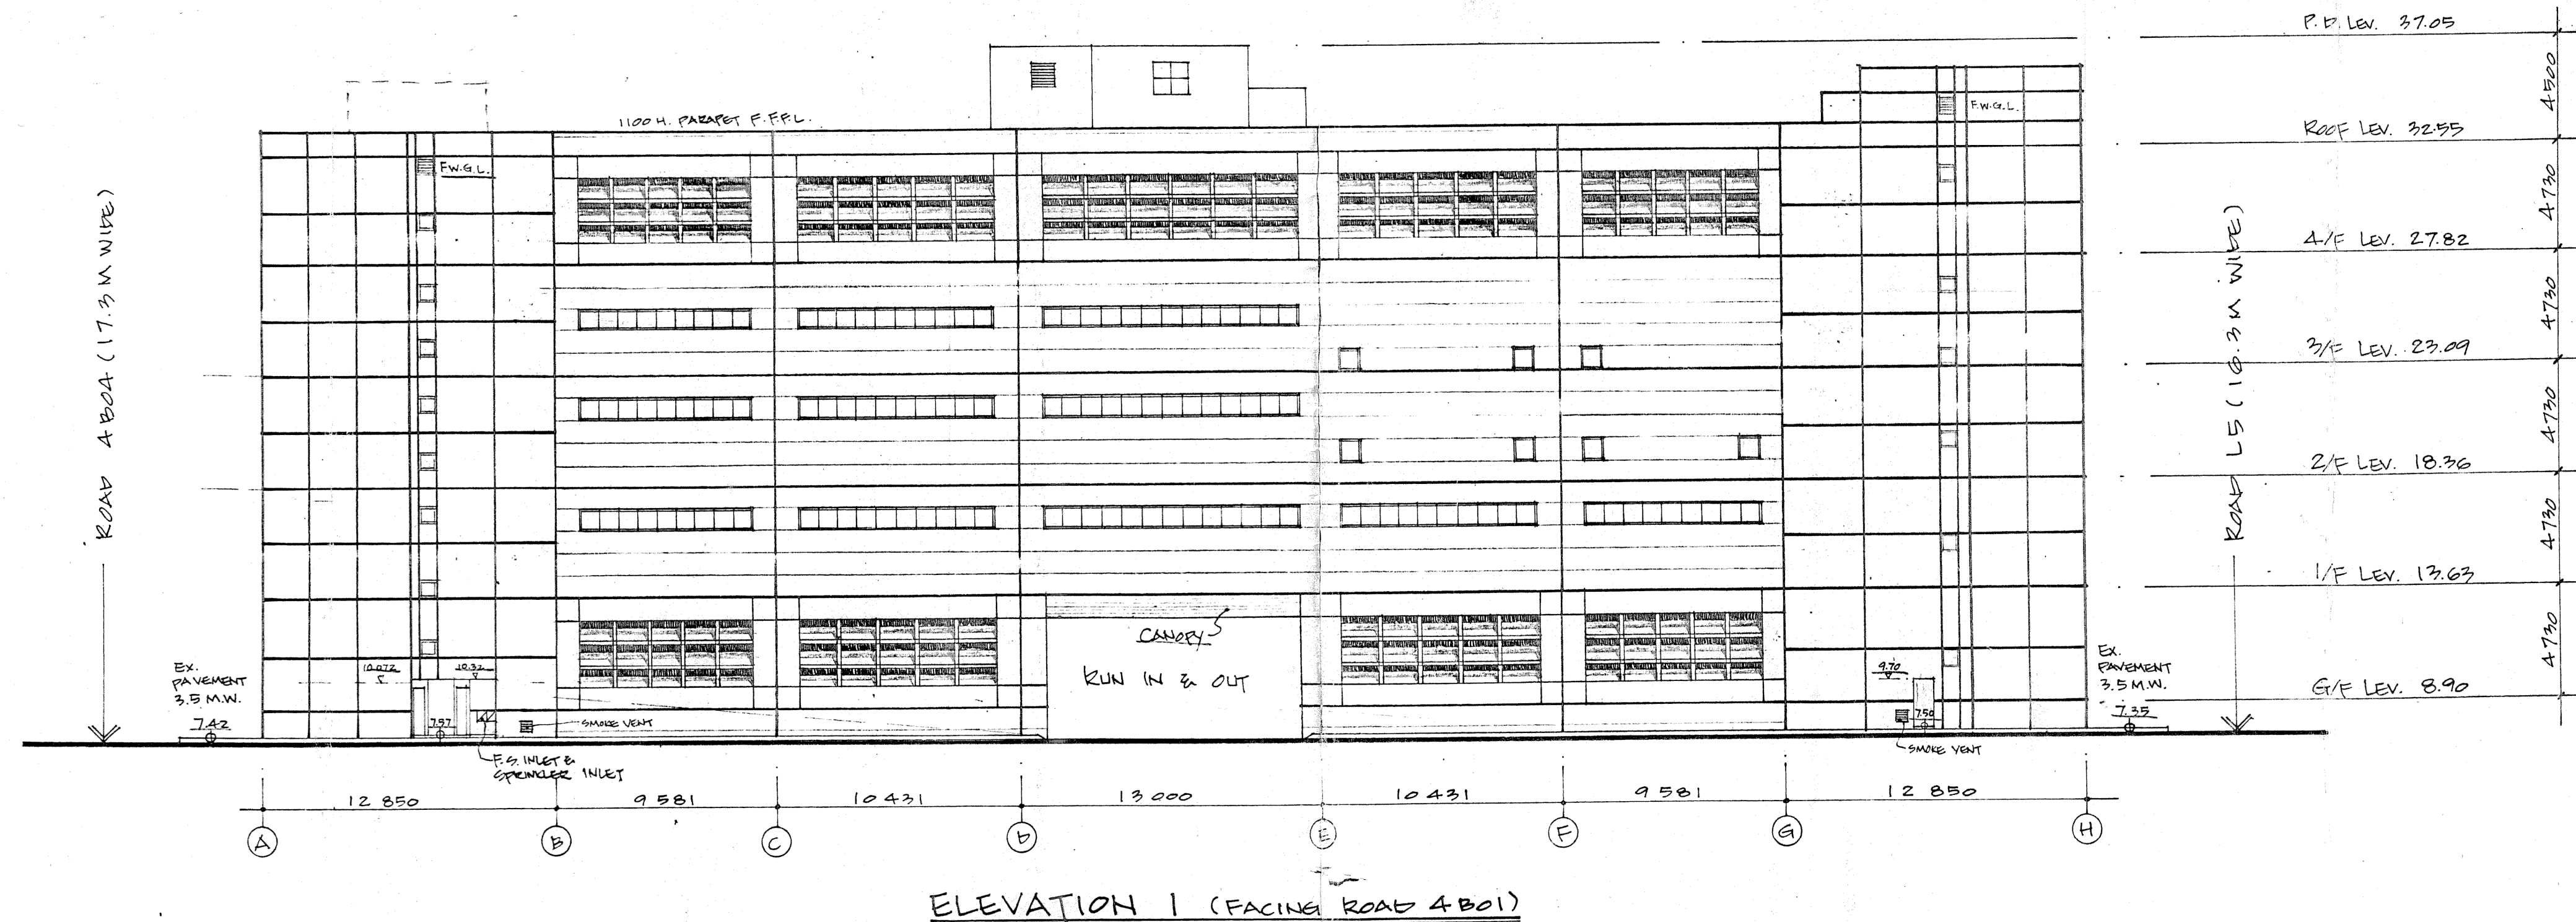 P.D. LEV. 37.05
4500
1100 H. PARAPET F.F.F.L.
F.W.G.L.
ROOF LEV. 32.55
F.W.G.L.
4730
ROAD 4B04 (17.3 M WIDE)
ROAD L5 (16.3 M WIDE)
4/F LEV. 27.82
4730
3/F LEV. 23.09
4730
2/F LEV. 18.36
4730
1/F LEV. 13.63
4730
CANOPY
RUN IN & OUT
EX.
PAVEMENT
3.5 M.W.
7.42
10.072
10.32
7.57
SMOKE VENT
F.S. INLET &
SPRINKLER INLET
9.70
7.50
SMOKE VENT
EX.
PAVEMENT
3.5 M.W.
7.35
G/F LEV. 8.90
12 850
9 581
10 431
13 000
10 431
9 581
12 850
A
B
C
D
E
F
G
H
ELEVATION 1 (FACING ROAD 4B01)